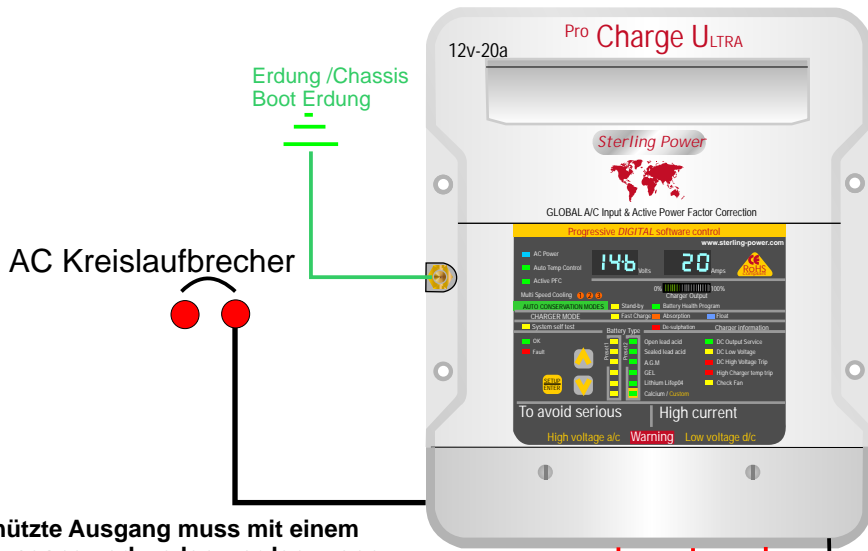 12v-20a
Pro Charge ULTRA
Erdung /Chassis
Boot Erdung
Sterling Power
GLOBAL A/C Input & Active Power Factor Correction
Progressive DIGITAL software control
www.sterling-power.com
AC Power
Auto Temp Control
Active PFC
14.6 Volts
20 Amps
CE
RoHS
0% 100%
Charger Output
Multi Speed Cooling 1 2 3
AUTO CONSERVATION MODES Stand-by Battery Health Program
CHARGER MODE Fast Charge Absorption Float
System self test Battery Type De-sulphation Charger Information
OK
Fault
SETUP
ENTER
Preset1
Preset2
Open lead acid
Sealed lead acid
A.G.M
GEL
Lithium Lifep04
Calcium / Custom
DC Output Service
DC Low Voltage
DC High Voltage Trip
High Charger temp trip
Check Fan
To avoid serious High current
High voltage a/c Warning Low voltage d/c
AC Kreislaufbrecher
Ausgang muss mit einem